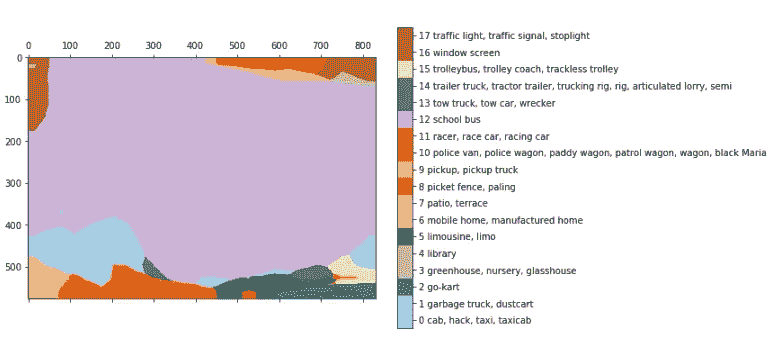 17 traffic light, traffic signal, stoplight
16 window screen
0 100 200 300 400 500 600 700 800
15 trolleybus, trolley coach, trackless trolley
0
14 trailer truck, tractor trailer, trucking rig, rig, articulated lorry, semi
100
13 tow truck, tow car, wrecker
12 school bus
200
11 racer, race car, racing car
10 police van, police wagon, paddy wagon, patrol wagon, wagon, black Maria
9 pickup, pickup truck
300
8 picket fence, paling
7 patio, terrace
400
6 mobile home, manufactured home
5 limousine, limo
4 library
500
3 greenhouse, nursery, glasshouse
2 go-kart
1 garbage truck, dustcart
0 cab, hack, taxi, taxicab